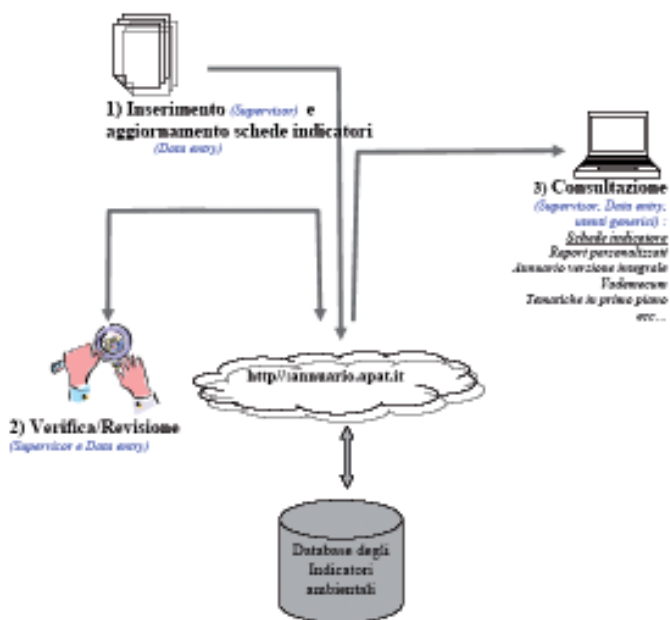 1) Inserimento (Supervisor) e
aggiornamento schede indicatori
(Data entry)
3) Consultazione
(Supervisor, Data entry,
utenti generici) :
Schede indicatore
Report personalizzati
Annuario versione integrale
Vademecum
Tematiche in primo piano
etc...
http//:annuario.apat.it
2) Verifica/Revisione
(Supervisor e Data entry)
Database degli
Indicatori
ambientali